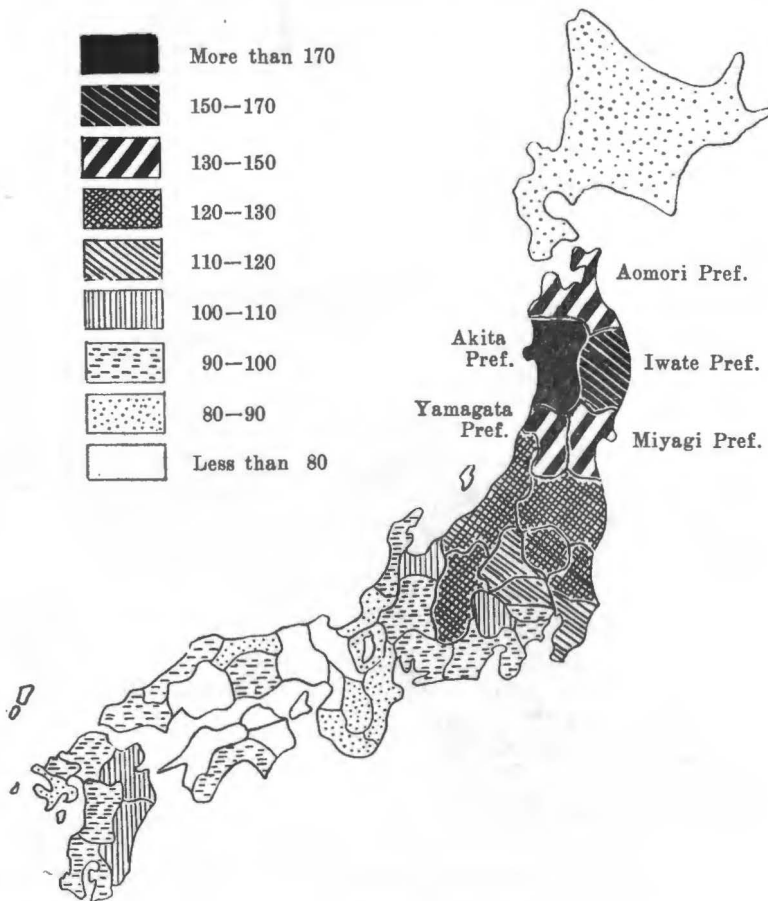 More than 170
150—170
130—150
120—130
110—120
100—110
90—100
80—90
Less than 80
Aomori Pref.
Akita
Pref.
Iwate Pref.
Yamagata
Pref.
Miyagi Pref.